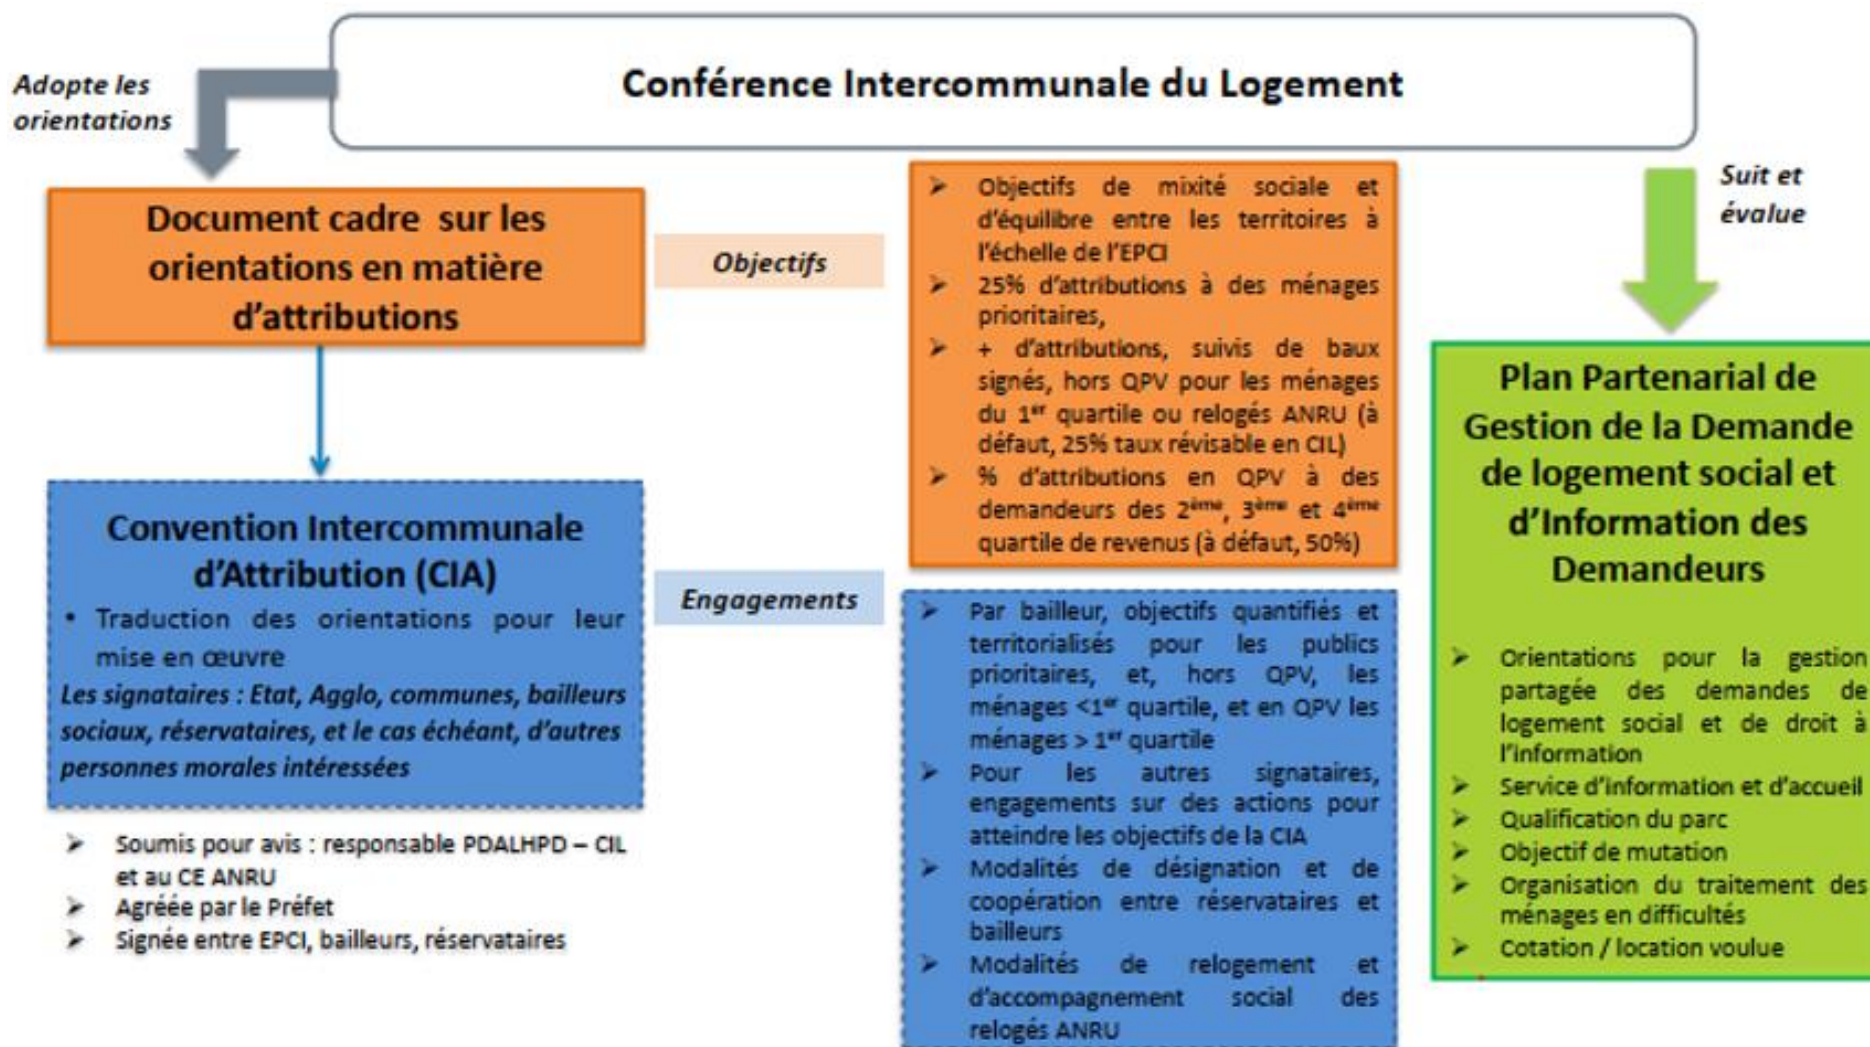 Conférence Intercommunale du Logement
Adopte les
orientations
Document cadre sur les
orientations en matière
d'attributions
Objectifs
➢ Objectifs de mixité sociale et
d'équilibre entre les territoires à
l'échelle de l'EPCI
➢ 25% d'attributions à des ménages
prioritaires,
➢ + d'attributions, suivis de baux
signés, hors QPV pour les ménages
du 1er quartile ou relogés ANRU (à
défaut, 25% taux révisable en CIL)
➢ % d'attributions en QPV à des
demandeurs des 2ème, 3ème et 4ème
quartile de revenus (à défaut, 50%)
Convention Intercommunale
d'Attribution (CIA)
• Traduction des orientations pour leur
mise en œuvre
Les signataires : Etat, Agglo, communes, bailleurs
sociaux, réservataires, et le cas échéant, d'autres
personnes morales intéressées
➢ Soumis pour avis : responsable PDALHPD – CIL
et au CE ANRU
➢ Agréée par le Préfet
➢ Signée entre EPCI, bailleurs, réservataires
Engagements
➢ Par bailleur, objectifs quantifiés et
territorialisés pour les publics
prioritaires, et, hors QPV, les
ménages <1er quartile, et en QPV les
ménages > 1er quartile
➢ Pour les autres signataires,
engagements sur des actions pour
atteindre les objectifs de la CIA
➢ Modalités de désignation et de
coopération entre réservataires et
bailleurs
➢ Modalités de relogement et
d'accompagnement social des
relogés ANRU
Suit et
évalue
Plan Partenarial de
Gestion de la Demande
de logement social et
d'Information des
Demandeurs
➢ Orientations pour la gestion
partagée des demandes de
logement social et de droit à
l'information
➢ Service d'information et d'accueil
➢ Qualification du parc
➢ Objectif de mutation
➢ Organisation du traitement des
ménages en difficultés
➢ Cotation / location voulue